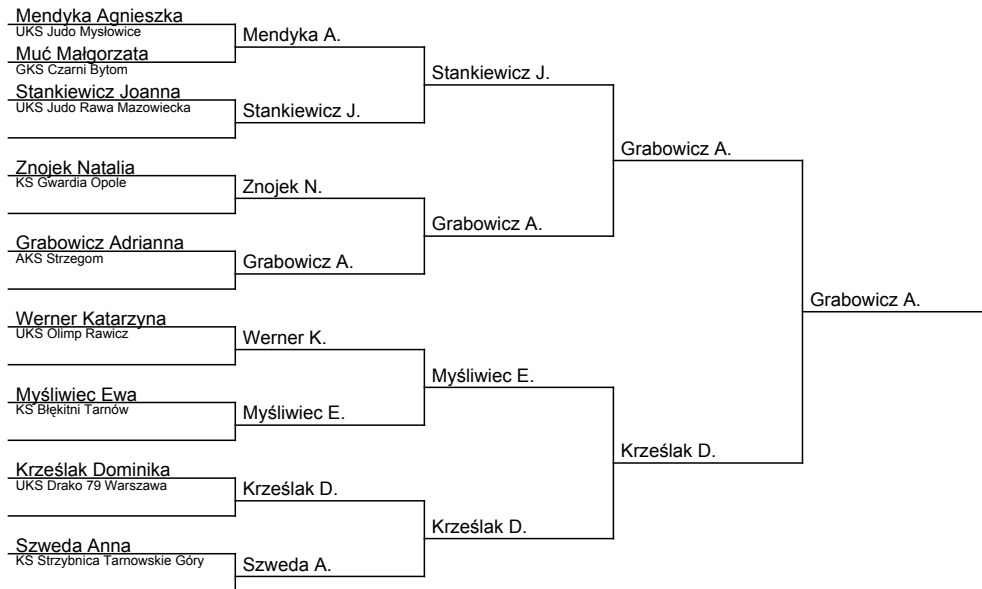 Mendyka Agnieszka
UKS Judo Mysłowice
Muć Małgorzata
GKS Czarni Bytom
Stankiewicz Joanna
UKS Judo Rawa Mazowiecka
Znojek Natalia
KS Gwardia Opole
Grabowicz Adrianna
AKS Strzegom
Werner Katarzyna
UKS Olimp Rawicz
Myśliwiec Ewa
KS Błękitni Tarnów
Krześlak Dominika
UKS Drako 79 Warszawa
Szweda Anna
KS Strzybnica Tarnowskie Góry
Mendyka A.
Stankiewicz J.
Znojek N.
Grabowicz A.
Werner K.
Myśliwiec E.
Krześlak D.
Szweda A.
Stankiewicz J.
Grabowicz A.
Myśliwiec E.
Krześlak D.
Grabowicz A.
Krześlak D.
Grabowicz A.